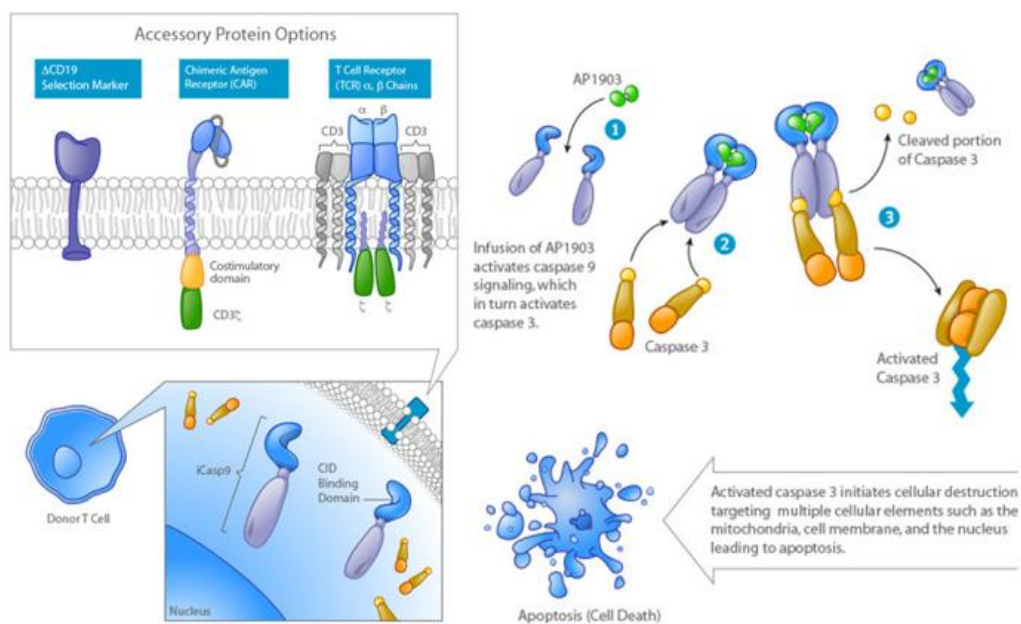 Accessory Protein Options
ΔCD19
Selection Marker
Chimeric Antigen
Receptor (CAR)
T Cell Receptor
(TCR) α, β Chains
α β
CD3 CD3
Costimulatory
domain
CD3ζ
ζ ζ
AP1903
1
Infusion of AP1903
activates caspase 9
signaling, which
in turn activates
caspase 3.
2
Caspase 3
3
Cleaved portion
of Caspase 3
Activated
Caspase 3
Donor T Cell
iCasp9
CID
Binding
Domain
Nucleus
Apoptosis (Cell Death)
Activated caspase 3 initiates cellular destruction
targeting multiple cellular elements such as the
mitochondria, cell membrane, and the nucleus
leading to apoptosis.